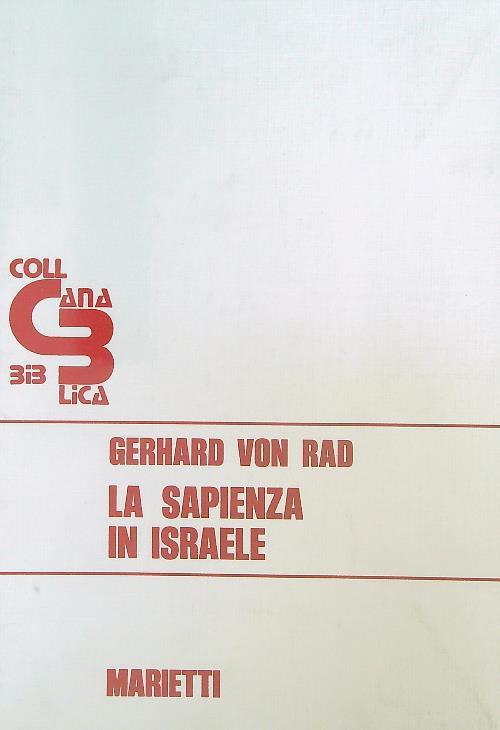 COLL
ANA
BiB
LiCA
GERHARD VON RAD
LA SAPIENZA
IN ISRAELE
MARIETTI